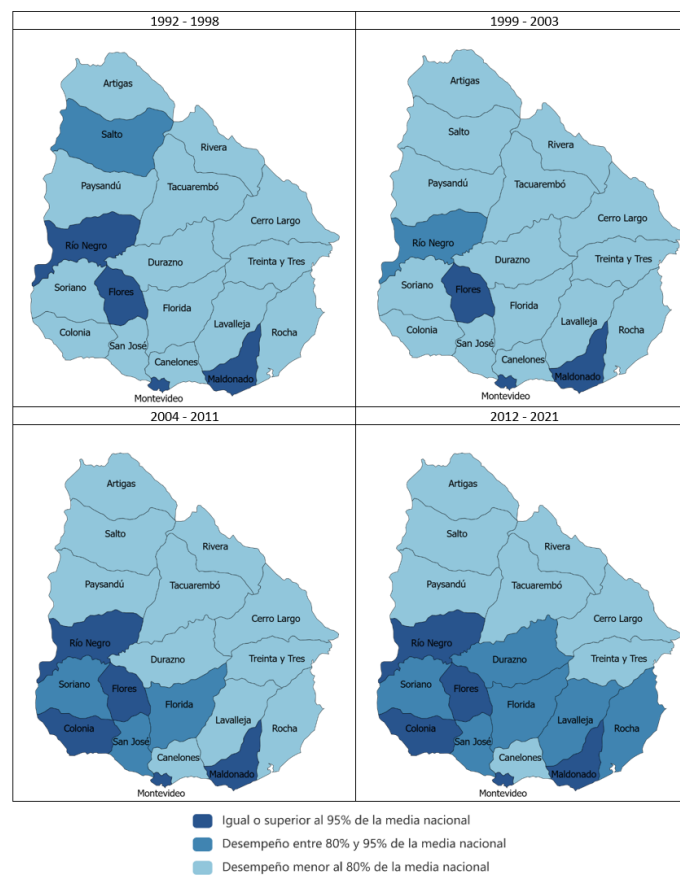 1992 - 1998
Artigas
Salto
Rivera
Paysandú
Tacuarembó
Cerro Largo
Río Negro
Durazno
Treinta y Tres
Soriano
Flores
Florida
Lavalleja
Colonia
San José
Rocha
Canelones
Maldonado
Montevideo
1999 - 2003
Artigas
Salto
Rivera
Paysandú
Tacuarembó
Cerro Largo
Río Negro
Durazno
Treinta y Tres
Soriano
Flores
Florida
Lavalleja
Colonia
San José
Rocha
Canelones
Maldonado
Montevideo
2004 - 2011
Artigas
Salto
Rivera
Paysandú
Tacuarembó
Cerro Largo
Río Negro
Durazno
Treinta y Tres
Soriano
Flores
Florida
Lavalleja
Colonia
San José
Rocha
Canelones
Maldonado
Montevideo
2012 - 2021
Artigas
Salto
Rivera
Paysandú
Tacuarembó
Cerro Largo
Río Negro
Durazno
Treinta y Tres
Soriano
Flores
Florida
Lavalleja
Colonia
San José
Rocha
Canelones
Maldonado
Montevideo
Igual o superior al 95% de la media nacional
Desempeño entre 80% y 95% de la media nacional
Desempeño menor al 80% de la media nacional